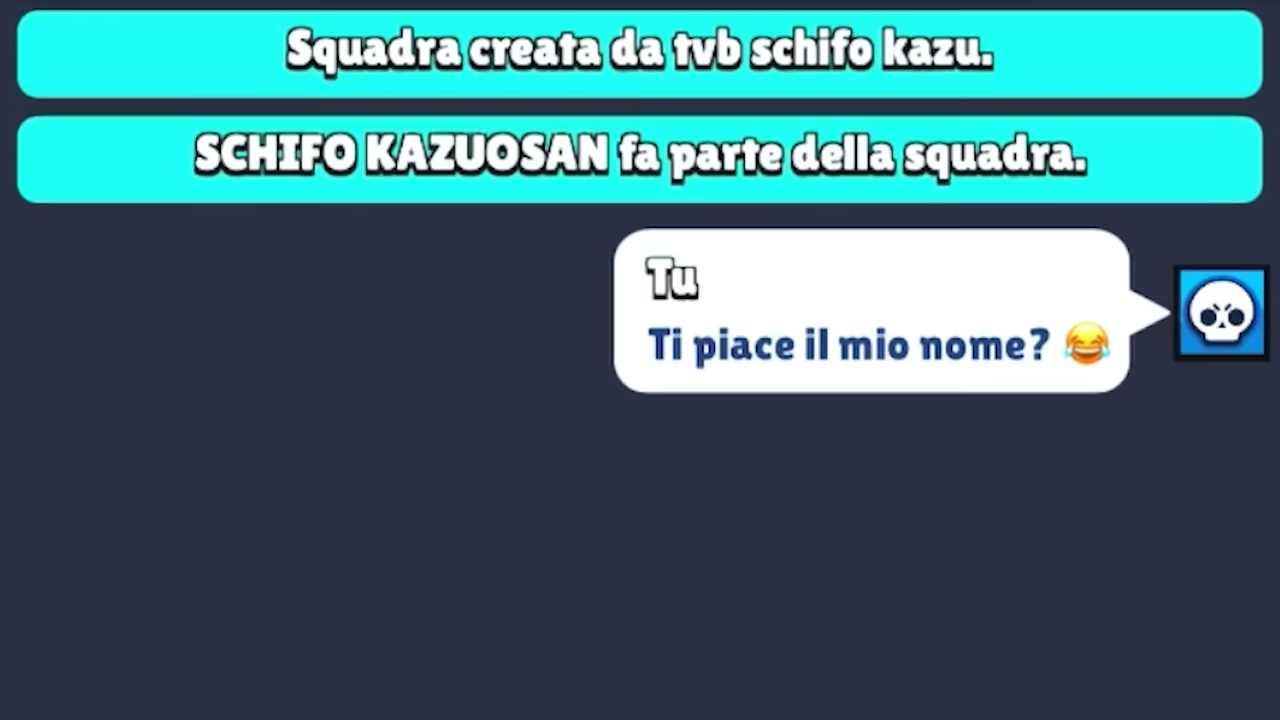 Squadra creata da tvb schifo kazu.
SCHIFO KAZUOSAN fa parte della squadra.
Tu
Ti piace il mio nome? 😂